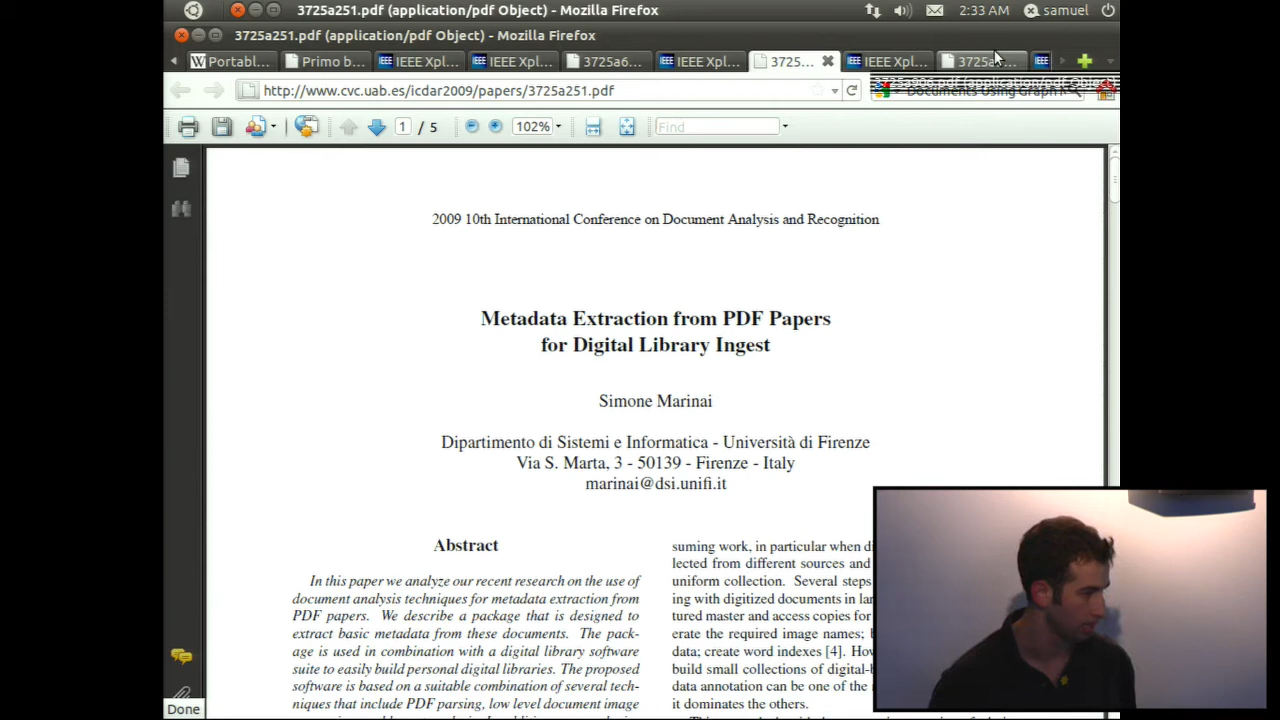 3725a251.pdf (application/pdf Object) - Mozilla Firefox
2:33 AM
samuel
3725a251.pdf (application/pdf Object) - Mozilla Firefox
Portabl...
Primo b...
IEEE Xpl...
IEEE Xpl...
3725a6...
IEEE Xpl...
3725...
IEEE Xpl...
3725a...
IEEE
http://www.cvc.uab.es/icdar2009/papers/3725a251.pdf
Documents Using Graph
1 / 5
102%
Find
2009 10th International Conference on Document Analysis and Recognition
Metadata Extraction from PDF Papers
for Digital Library Ingest
Simone Marinai
Dipartimento di Sistemi e Informatica - Università di Firenze
Via S. Marta, 3 - 50139 - Firenze - Italy
marinai@dsi.unifi.it
Abstract
In this paper we analyze our recent research on the use of
document analysis techniques for metadata extraction from
PDF papers. We describe a package that is designed to
extract basic metadata from these documents. The pack-
age is used in combination with a digital library software
suite to easily build personal digital libraries. The proposed
software is based on a suitable combination of several tech-
niques that include PDF parsing, low level document image
suming work, in particular when di
lected from different sources and
uniform collection. Several steps
ing with digitized documents in lar
tured master and access copies for
erate the required image names;
data; create word indexes [4]. How
build small collections of digital-
data annotation can be one of the
it dominates the others.
Done